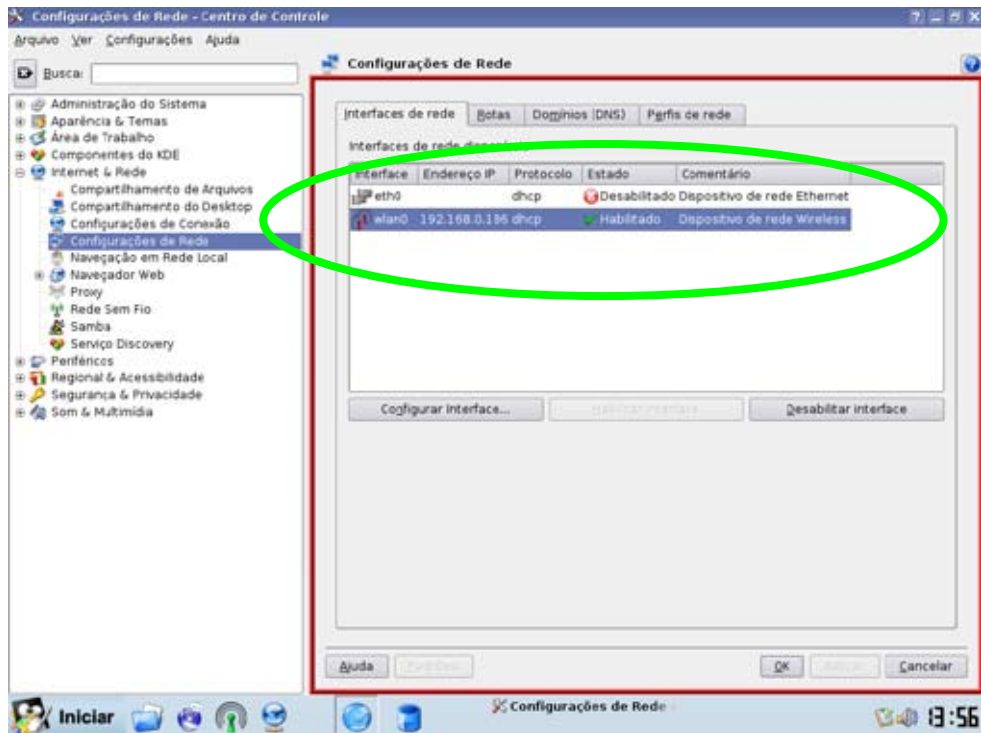 Configurações de Rede - Centro de Controle
Arquivo Ver Configurações Ajuda
Busca:
Administração do Sistema
Aparência & Temas
Área de Trabalho
Componentes do KDE
Internet & Rede
Compartilhamento de Arquivos
Compartilhamento do Desktop
Configurações de Conexão
Configurações de Rede
Navegação em Rede Local
Navegador Web
Proxy
Rede Sem Fio
Samba
Serviço Discovery
Periféricos
Regional & Acessibilidade
Segurança & Privacidade
Som & Multimídia
Configurações de Rede
Interfaces de rede Rotas Domínios (DNS) Perfis de rede
Interfaces de rede
Interface Endereço IP Protocolo Estado Comentário
eth0 dhcp Desabilitado Dispositivo de rede Ethernet
wlan0 192.168.0.186 dhcp Habilitado Dispositivo de rede Wireless
Configurar Interface... Desabilitar interface
Ajuda OK Cancelar
Iniciar Configurações de Rede 13:56